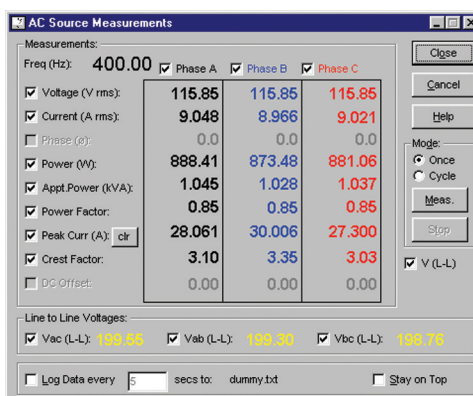 AC Source Measurements
Measurements:
Freq (Hz): 400.00 Phase A Phase B Phase C
Voltage (V rms): 115.85 115.85 115.85
Current (A rms): 9.048 8.966 9.021
Phase (ø): 0.0 0.0 0.0
Power (W): 888.41 873.48 881.06
Appt.Power (kVA): 1.045 1.028 1.037
Power Factor: 0.85 0.85 0.85
Peak Curr (A): clr 28.061 30.006 27.300
Crest Factor: 3.10 3.35 3.03
DC Offset: 0.00 0.00 0.00
Close
Cancel
Help
Mode:
Once
Cycle
Meas.
Stop
V (L-L)
Line to Line Voltages:
Vac (L-L): 199.55 Vab (L-L): 199.30 Vbc (L-L): 198.76
Log Data every 5 secs to: dummy.txt Stay on Top